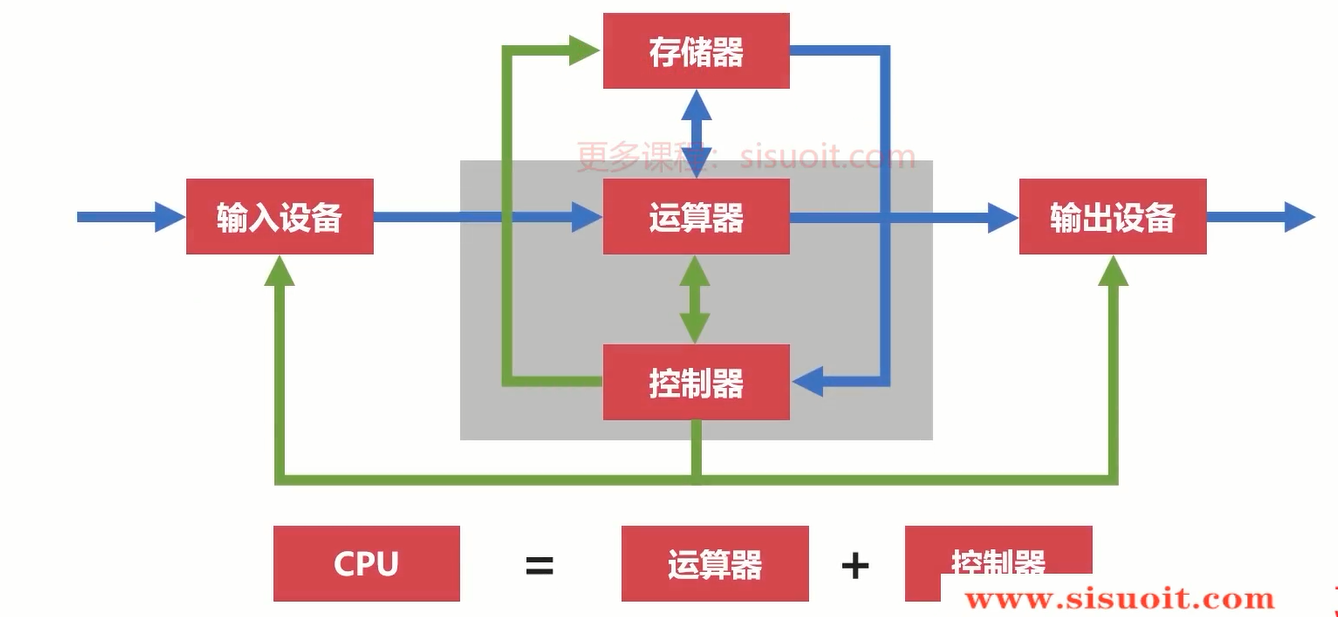 存储器
更多课程：sisuoit.com
输入设备
运算器
输出设备
控制器
CPU = 运算器 + 控制器
www.sisuoit.com